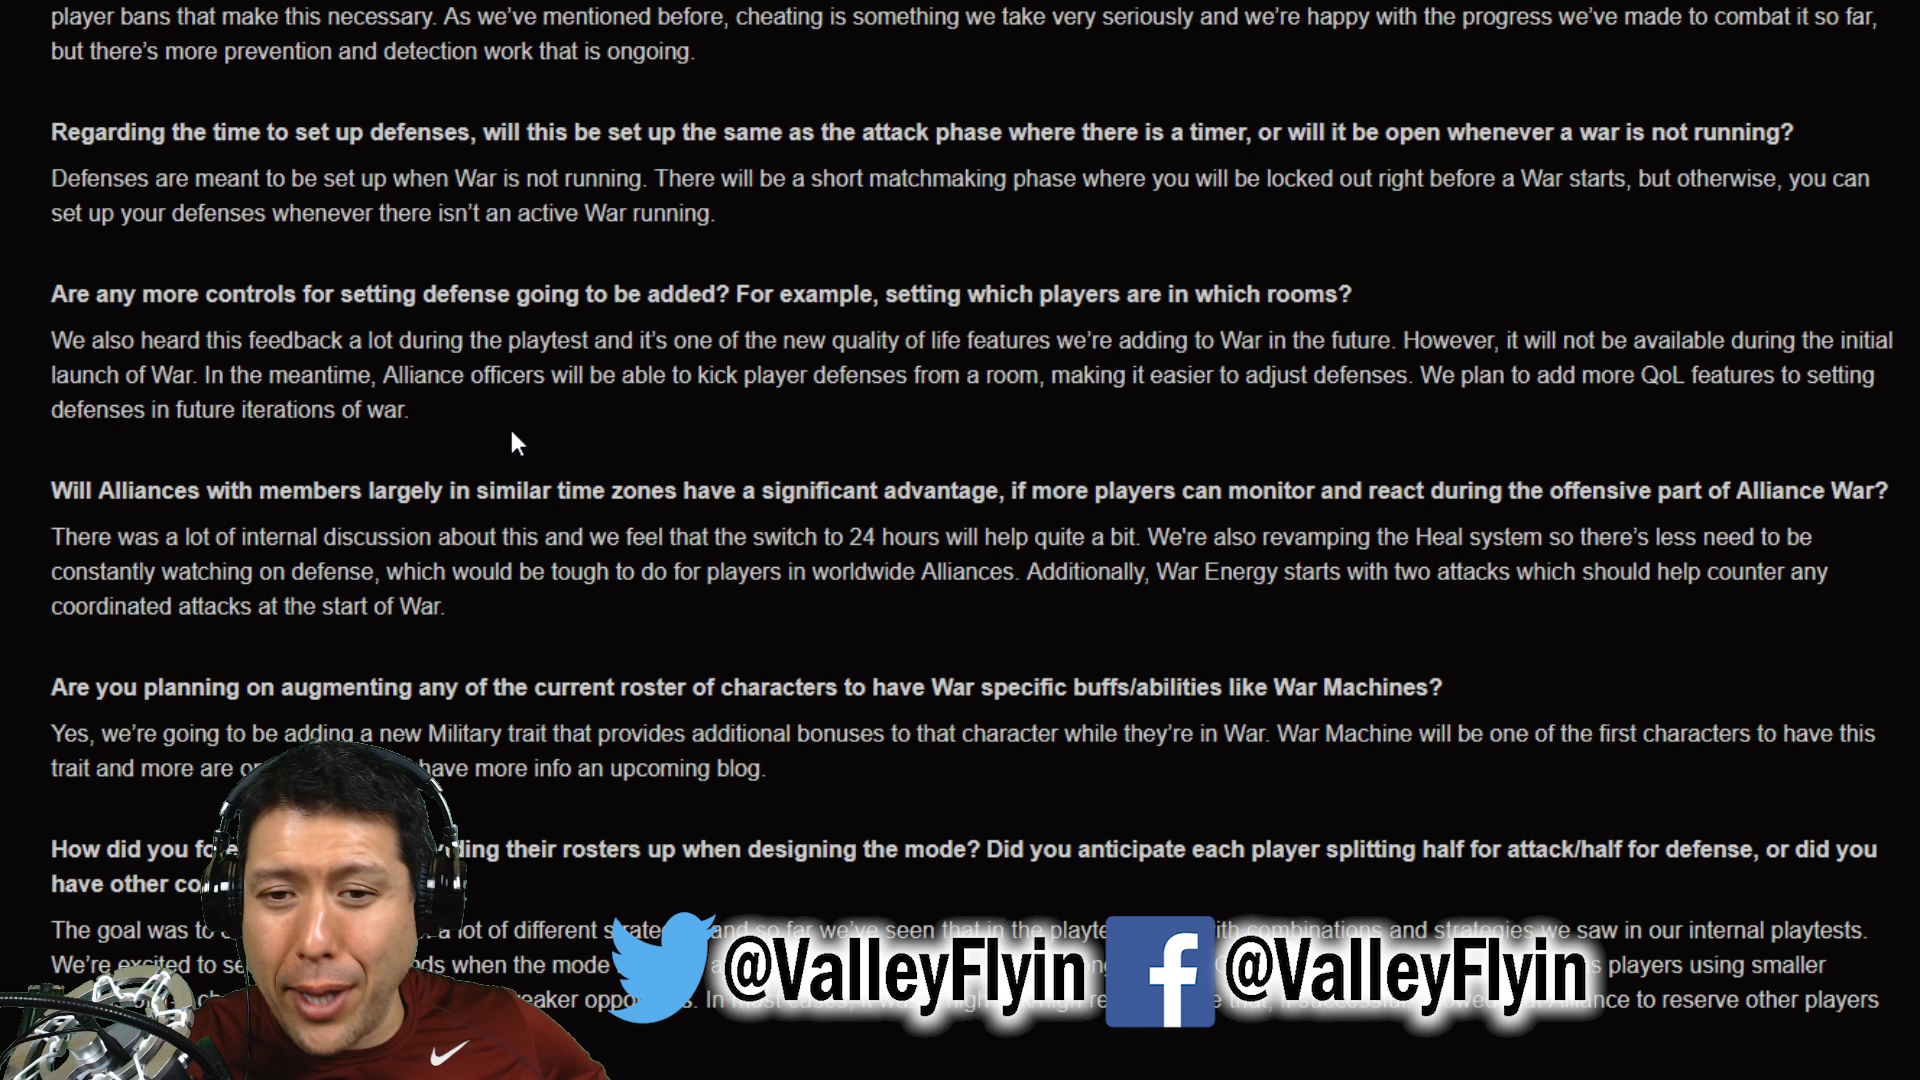 player bans that make this necessary. As we've mentioned before, cheating is something we take very seriously and we're happy with the progress we've made to combat it so far,
but there's more prevention and detection work that is ongoing.
Regarding the time to set up defenses, will this be set up the same as the attack phase where there is a timer, or will it be open whenever a war is not running?
Defenses are meant to be set up when War is not running. There will be a short matchmaking phase where you will be locked out right before a War starts, but otherwise, you can
set up your defenses whenever there isn't an active War running.
Are any more controls for setting defense going to be added? For example, setting which players are in which rooms?
We also heard this feedback a lot during the playtest and it's one of the new quality of life features we're adding to War in the future. However, it will not be available during the initial
launch of War. In the meantime, Alliance officers will be able to kick player defenses from a room, making it easier to adjust defenses. We plan to add more QoL features to setting
defenses in future iterations of war.
Will Alliances with members largely in similar time zones have a significant advantage, if more players can monitor and react during the offensive part of Alliance War?
There was a lot of internal discussion about this and we feel that the switch to 24 hours will help quite a bit. We're also revamping the Heal system so there's less need to be
constantly watching on defense, which would be tough to do for players in worldwide Alliances. Additionally, War Energy starts with two attacks which should help counter any
coordinated attacks at the start of War.
Are you planning on augmenting any of the current roster of characters to have War specific buffs/abilities like War Machines?
Yes, we're going to be adding a new Military trait that provides additional bonuses to that character while they're in War. War Machine will be one of the first characters to have this
trait and more are have more info an upcoming blog.
How did you their rosters up when designing the mode? Did you anticipate each player splitting half for attack/half for defense, or did you
have other
The goal was to lot of different and so far we've seen that in the combinations and strategies we saw in our internal playtests.
We're excited to when the mode players using smaller
In most cases, Alliance to reserve other players
@ValleyFlyin @ValleyFlyin